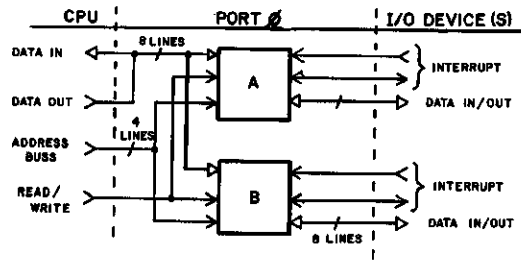 CPU PORT Ø I/O DEVICE (S)
DATA IN 8 LINES
INTERRUPT
A
DATA OUT DATA IN/OUT
4
LINES
ADDRESS
BUSS
INTERRUPT
READ/
WRITE
B
DATA IN/OUT
8 LINES